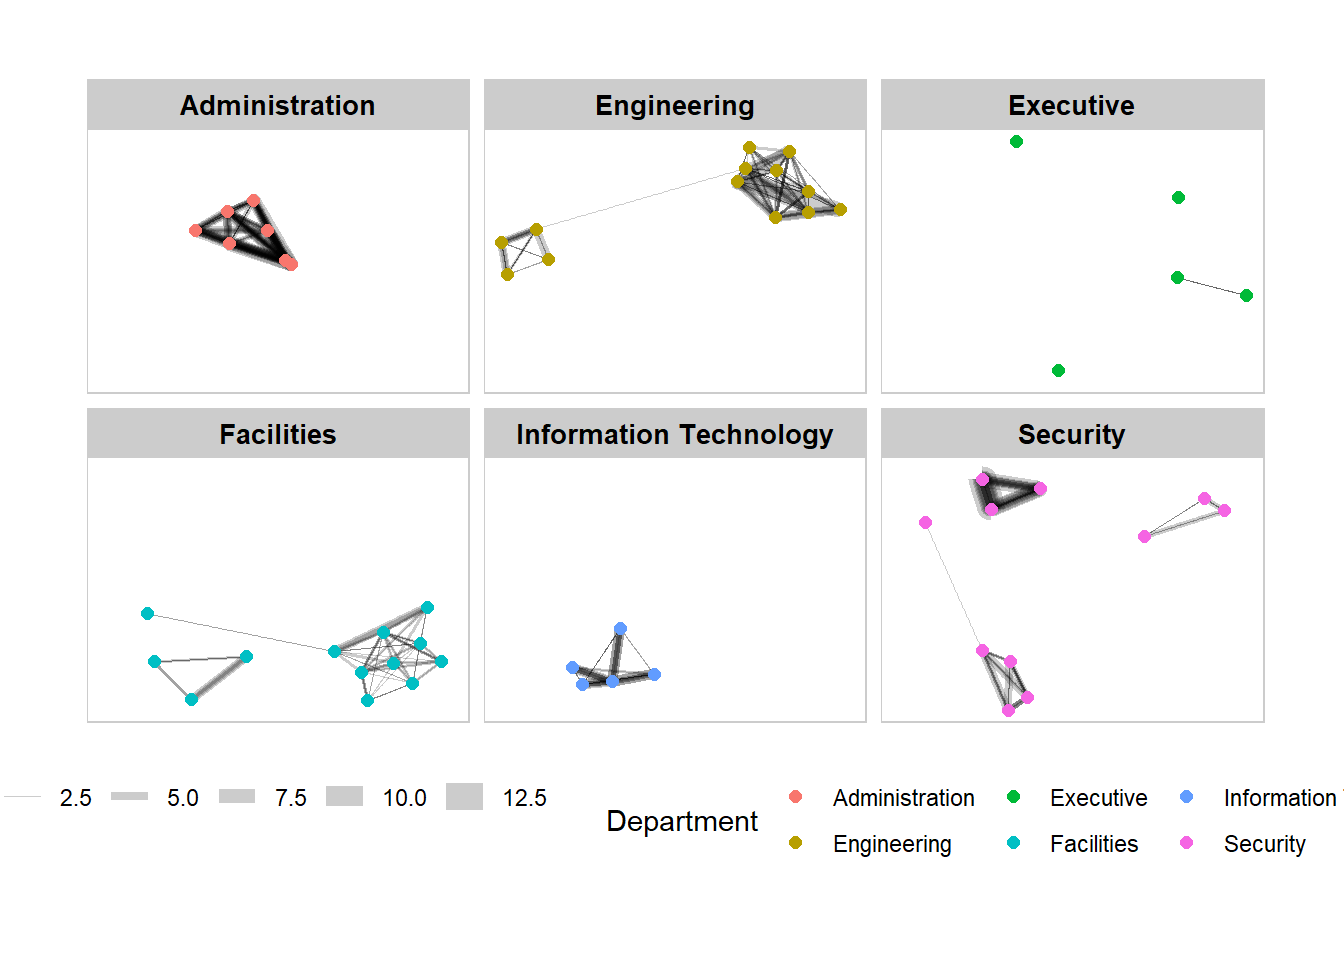 Administration
Engineering
Executive
Facilities
Information Technology
Security
2.5 5.0 7.5 10.0 12.5
Department
Administration Executive Information
Engineering Facilities Security